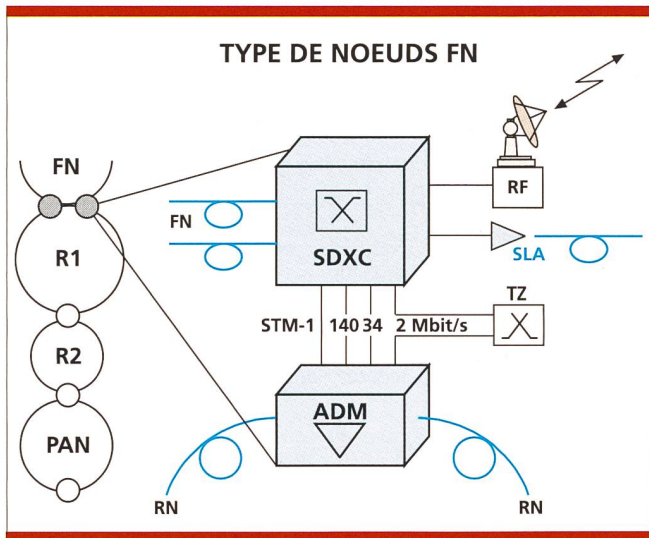 TYPE DE NOEUDS FN
FN
R1
R2
PAN
FN
SDXC
RF
SLA
TZ
STM-1 140 34 2 Mbit/s
ADM
RN
RN